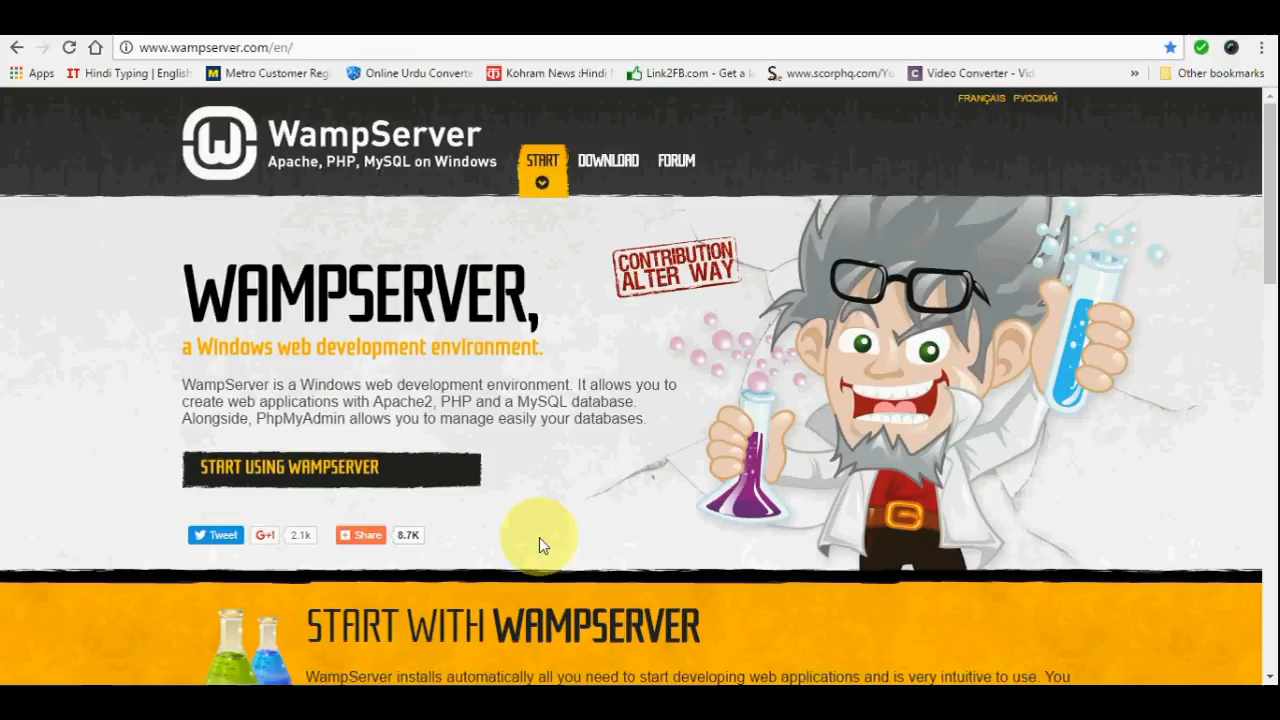 www.wampserver.com/en/
Apps
Hindi Typing | English
Metro Customer Reg
Online Urdu Converte
Kohram News :Hindi
Link2FB.com - Get a
www.scorphq.com/Yo
Video Converter - Vid
»
Other bookmarks
FRANÇAIS РУССКИЙ
WampServer
Apache, PHP, MySQL on Windows
START
DOWNLOAD
FORUM
CONTRIBUTION
ALTER WAY
WAMPSERVER,
a Windows web development environment.
WampServer is a Windows web development environment. It allows you to
create web applications with Apache2, PHP and a MySQL database.
Alongside, PhpMyAdmin allows you to manage easily your databases.
START USING WAMPSERVER
Tweet
G+1
2.1k
Share
8.7K
START WITH WAMPSERVER
WampServer installs automatically all you need to start developing web applications and is very intuitive to use. You